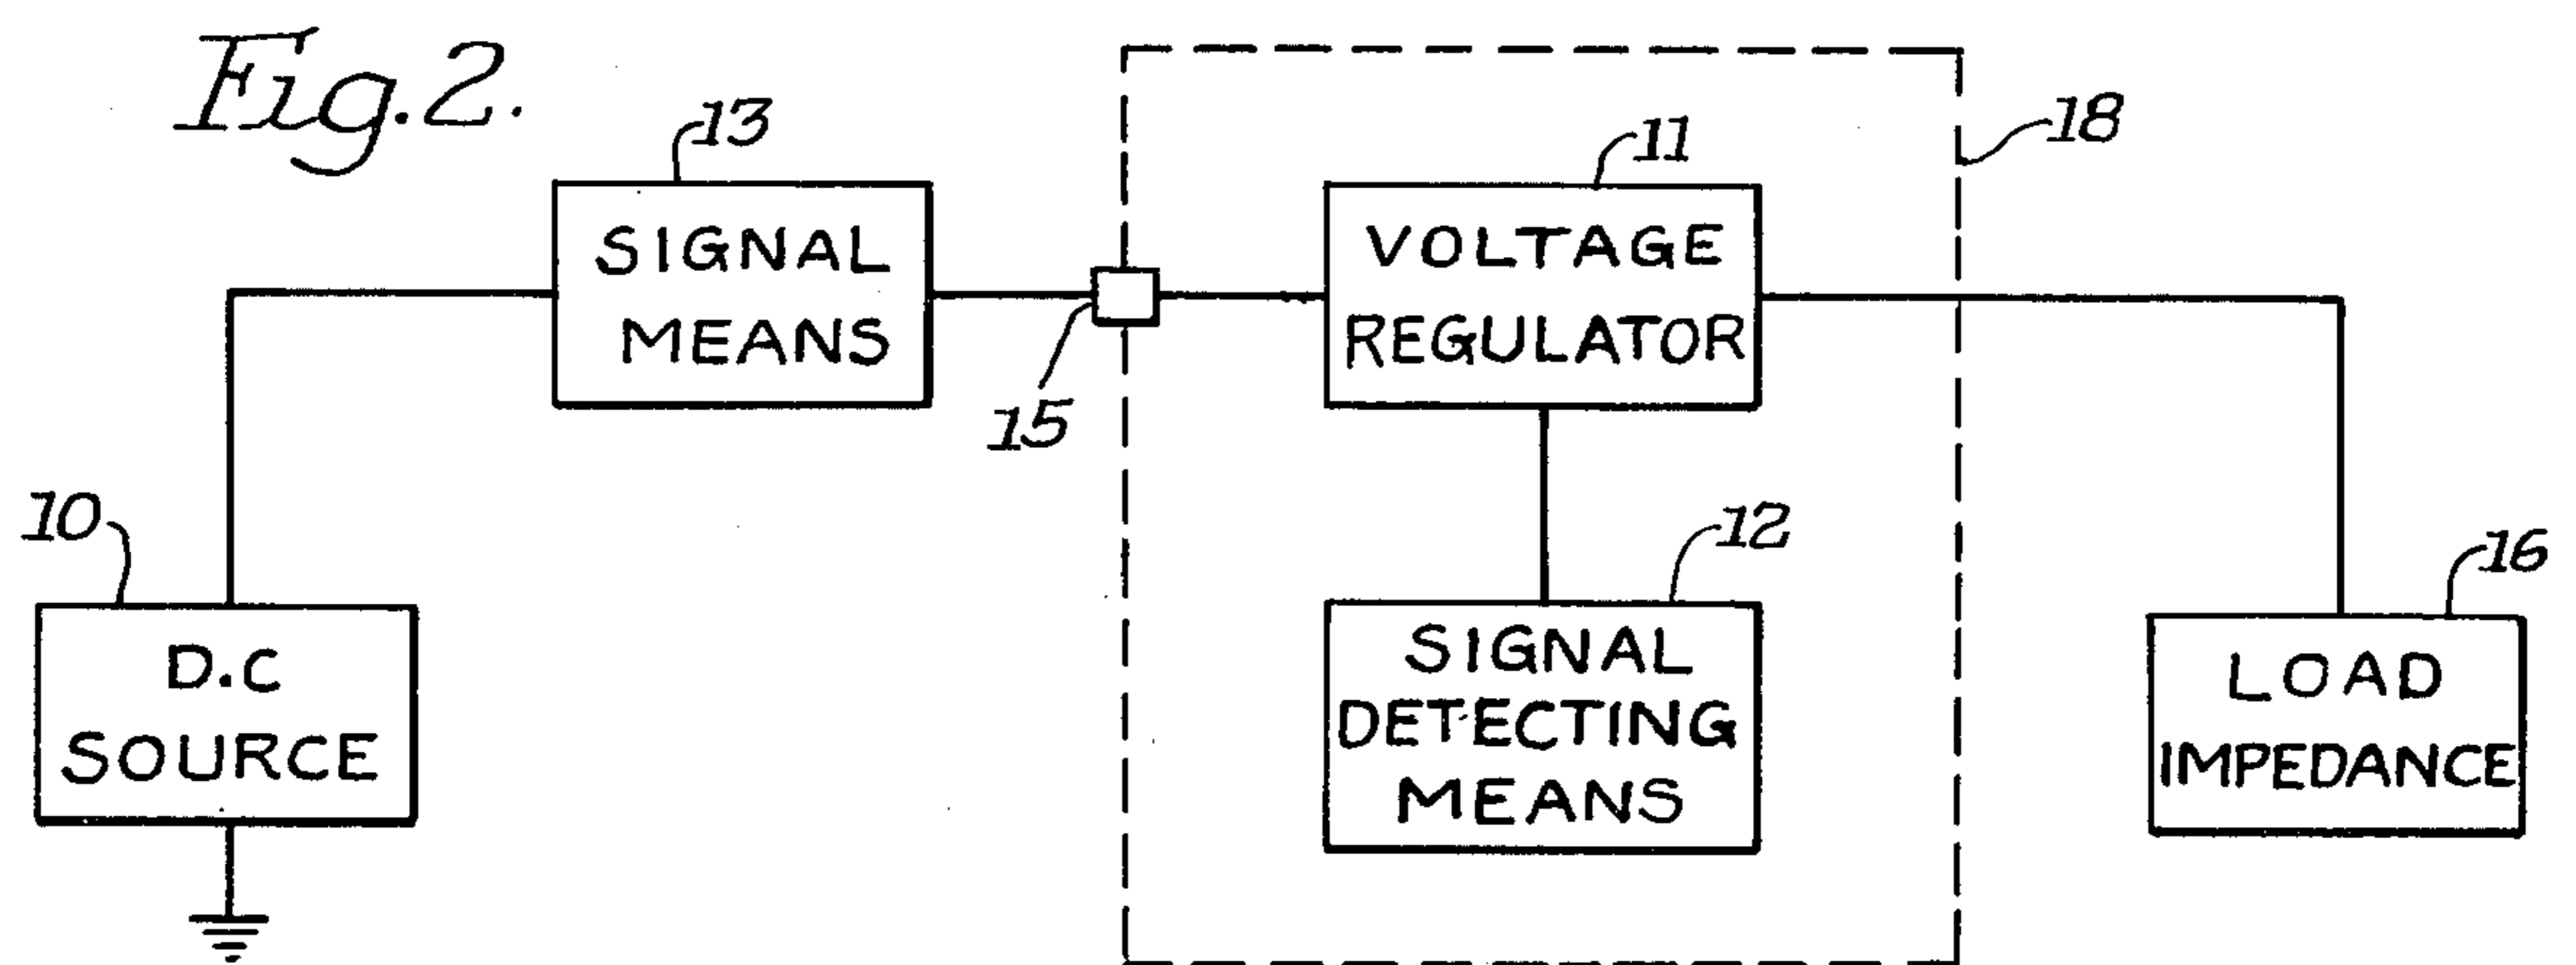 Fig. 2.
13
11
18
SIGNAL
MEANS
VOLTAGE
REGULATOR
15
10
12
16
D.C
SOURCE
SIGNAL
DETECTING
MEANS
LOAD
IMPEDANCE